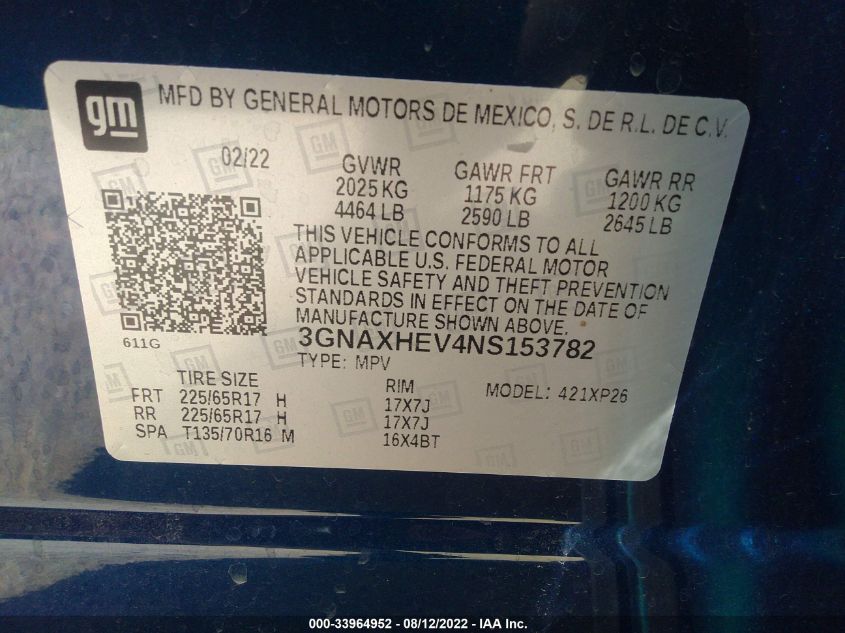 gm
MFD BY GENERAL MOTORS DE MEXICO, S. DE R.L. DE C.V.
02/22 GVWR GAWR FRT GAWR RR
2025 KG 1175 KG 1200 KG
4464 LB 2590 LB 2645 LB
THIS VEHICLE CONFORMS TO ALL
APPLICABLE U.S. FEDERAL MOTOR
VEHICLE SAFETY AND THEFT PREVENTION
STANDARDS IN EFFECT ON THE DATE OF
MANUFACTURE SHOWN ABOVE.
611G
3GNAXHEV4NS153782
TYPE: MPV
TIRE SIZE RIM MODEL: 421XP26
FRT 225/65R17 H 17X7J
RR 225/65R17 H 17X7J
SPA T135/70R16 M 16X4BT
000-33964952 - 08/12/2022 - IAA Inc.